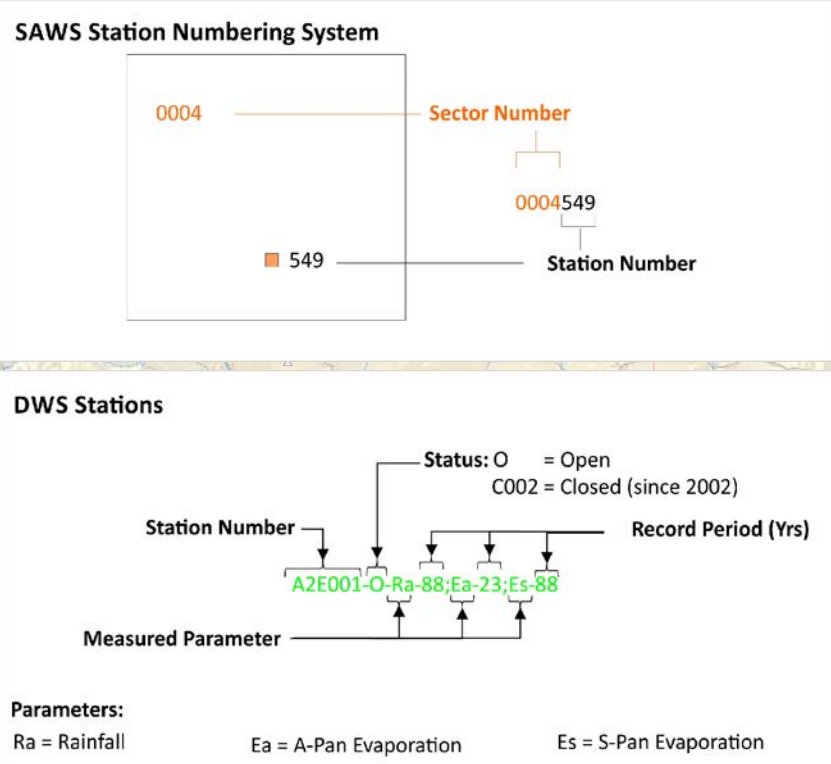 SAWS Station Numbering System
0004
Sector Number
0004549
549
Station Number
DWS Stations
Status: O = Open
C002 = Closed (since 2002)
Station Number
Record Period (Yrs)
A2E001-O-Ra-88;Ea-23;Es-88
Measured Parameter
Parameters:
Ra = Rainfall
Ea = A-Pan Evaporation
Es = S-Pan Evaporation